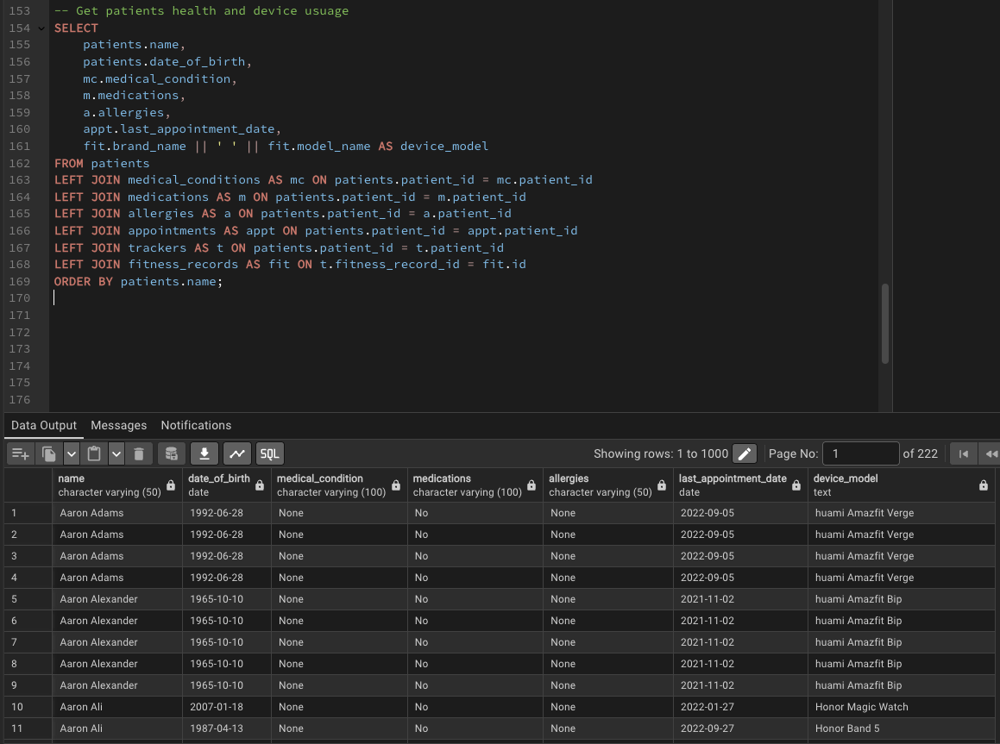 153 -- Get patients health and device usuage
154 SELECT
155 patients.name,
156 patients.date_of_birth,
157 mc.medical_condition,
158 m.medications,
159 a.allergies,
160 appt.last_appointment_date,
161 fit.brand_name || ' ' || fit.model_name AS device_model
162 FROM patients
163 LEFT JOIN medical_conditions AS mc ON patients.patient_id = mc.patient_id
164 LEFT JOIN medications AS m ON patients.patient_id = m.patient_id
165 LEFT JOIN allergies AS a ON patients.patient_id = a.patient_id
166 LEFT JOIN appointments AS appt ON patients.patient_id = appt.patient_id
167 LEFT JOIN trackers AS t ON patients.patient_id = t.patient_id
168 LEFT JOIN fitness_records AS fit ON t.fitness_record_id = fit.id
169 ORDER BY patients.name;
170
171
172
173
174
175
176
Data Output Messages Notifications
SQL Showing rows: 1 to 1000 Page No: 1 of 222
name date_of_birth medical_condition medications allergies last_appointment_date device_model
character varying (50) date character varying (100) character varying (100) character varying (50) date text
1 Aaron Adams 1992-06-28 None No None 2022-09-05 huami Amazfit Verge
2 Aaron Adams 1992-06-28 None No None 2022-09-05 huami Amazfit Verge
3 Aaron Adams 1992-06-28 None No None 2022-09-05 huami Amazfit Verge
4 Aaron Adams 1992-06-28 None No None 2022-09-05 huami Amazfit Verge
5 Aaron Alexander 1965-10-10 None No None 2021-11-02 huami Amazfit Bip
6 Aaron Alexander 1965-10-10 None No None 2021-11-02 huami Amazfit Bip
7 Aaron Alexander 1965-10-10 None No None 2021-11-02 huami Amazfit Bip
8 Aaron Alexander 1965-10-10 None No None 2021-11-02 huami Amazfit Bip
9 Aaron Alexander 1965-10-10 None No None 2021-11-02 huami Amazfit Bip
10 Aaron Ali 2007-01-18 None No None 2022-01-27 Honor Magic Watch
11 Aaron Ali 1987-04-13 None No None 2022-09-27 Honor Band 5